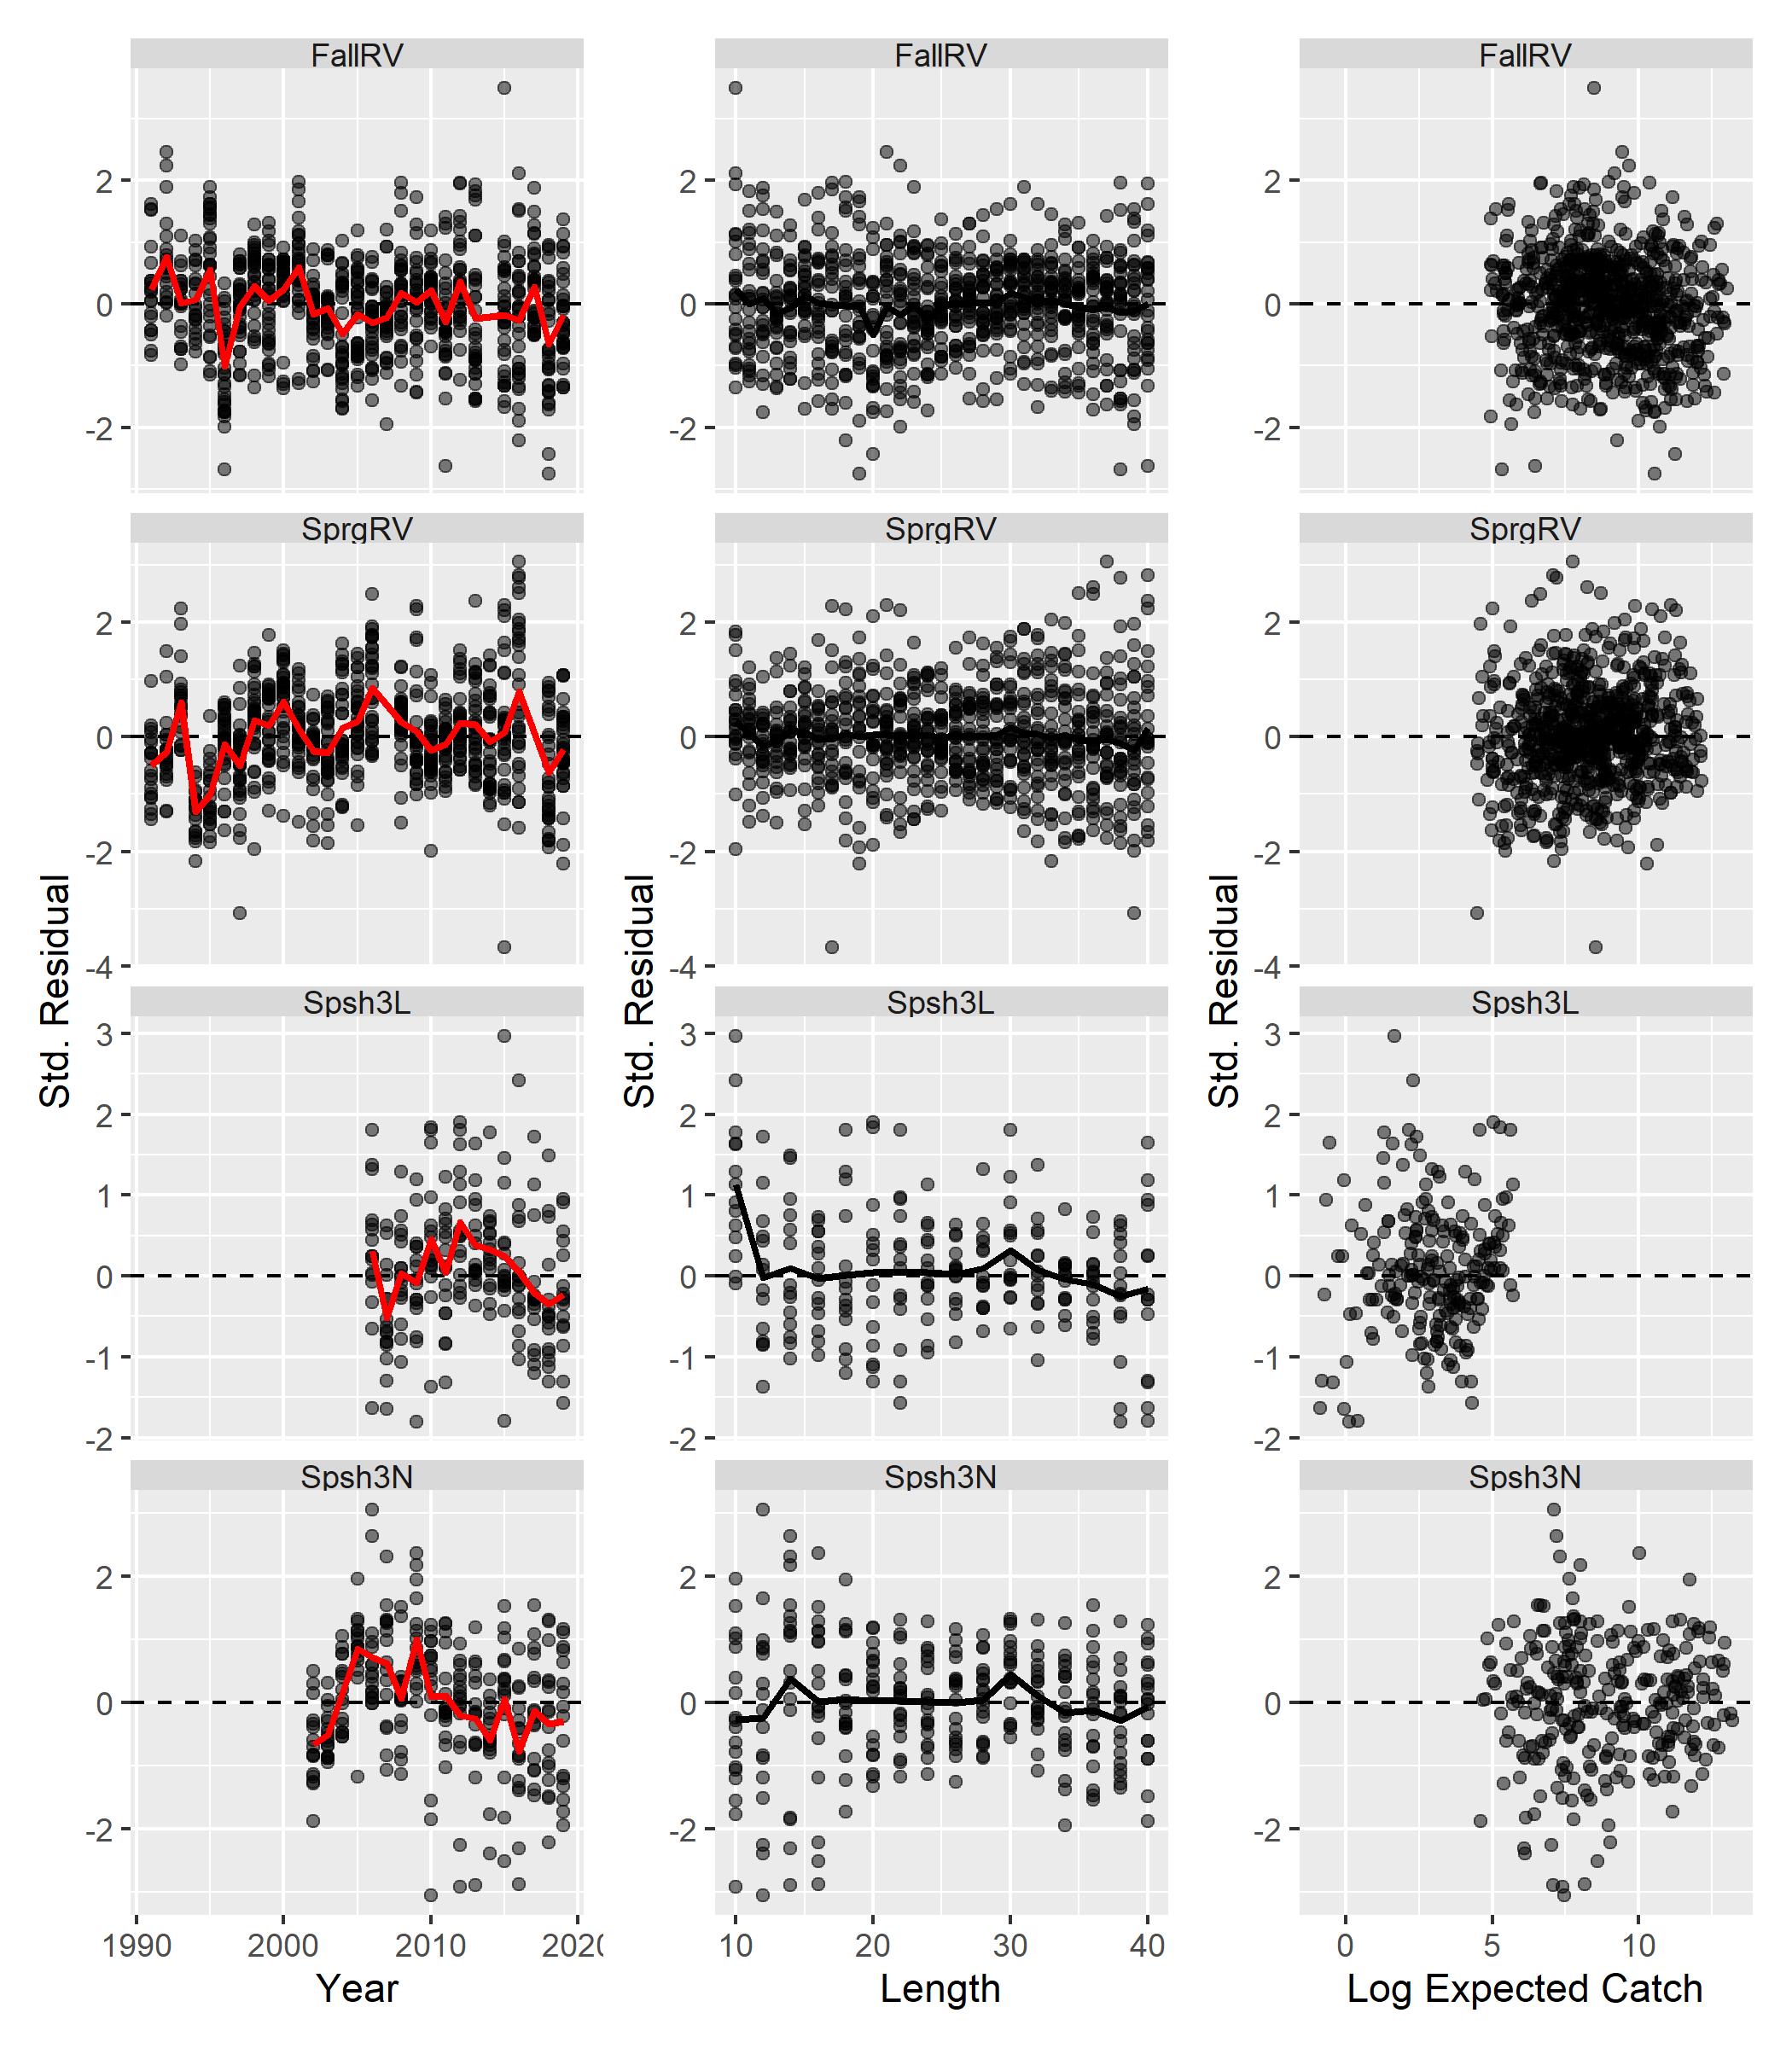 FallRV FallRV FallRV
2 2 2
0 0 0
-2 -2 -2
SprgRV SprgRV SprgRV
2 2 2
0 0 0
-2 -2 -2
-4 -4 -4
Std. Residual Std. Residual Std. Residual
Spsh3L Spsh3L Spsh3L
3 3 3
2 2 2
1 1 1
0 0 0
-1 -1 -1
-2 -2 -2
Spsh3N Spsh3N Spsh3N
2 2 2
0 0 0
-2 -2 -2
1990 2000 2010 2020 10 20 30 40 0 5 10
Year Length Log Expected Catch